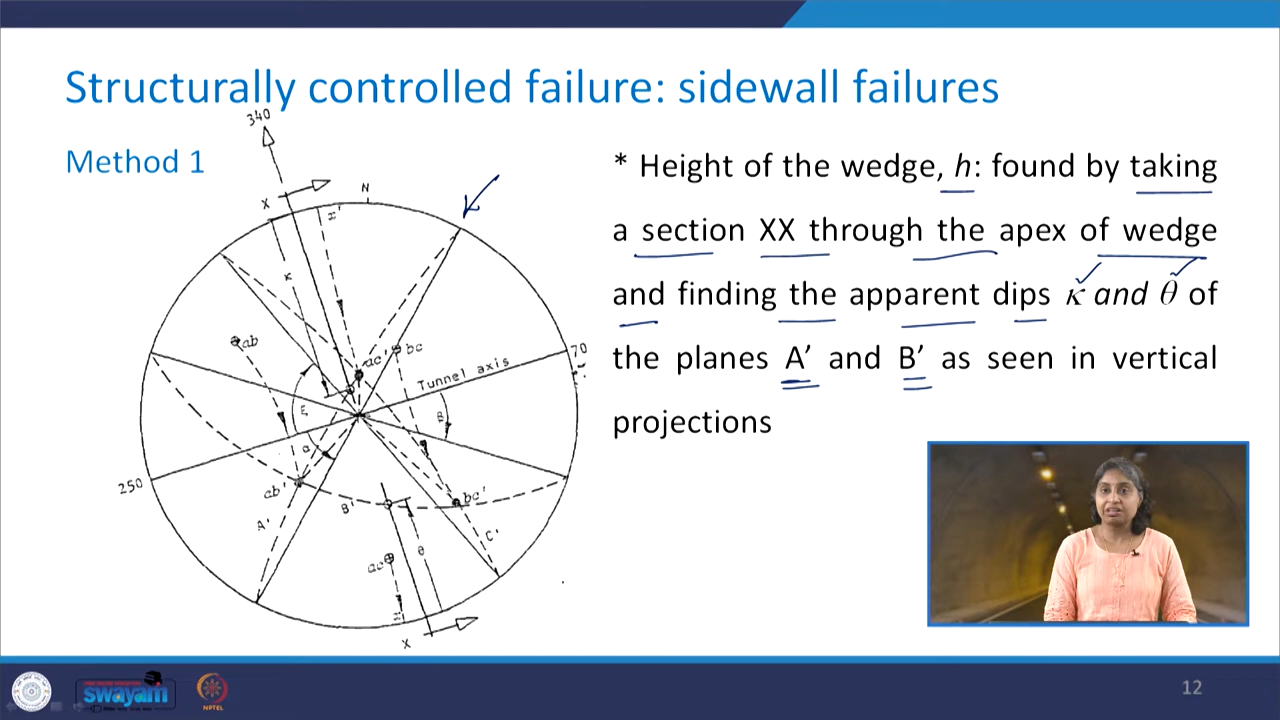 Structurally controlled failure: sidewall failures
Method 1
* Height of the wedge, h: found by taking
a section XX through the apex of wedge
and finding the apparent dips κ and θ of
the planes A’ and B’ as seen in vertical
projections
340
X
N
κ
ab
ac'
bc
Tunnel axis
70
ξ
α
β
250
ab'
A'
B'
bc'
C'
θ
ac
X
swayam
NPTEL
12